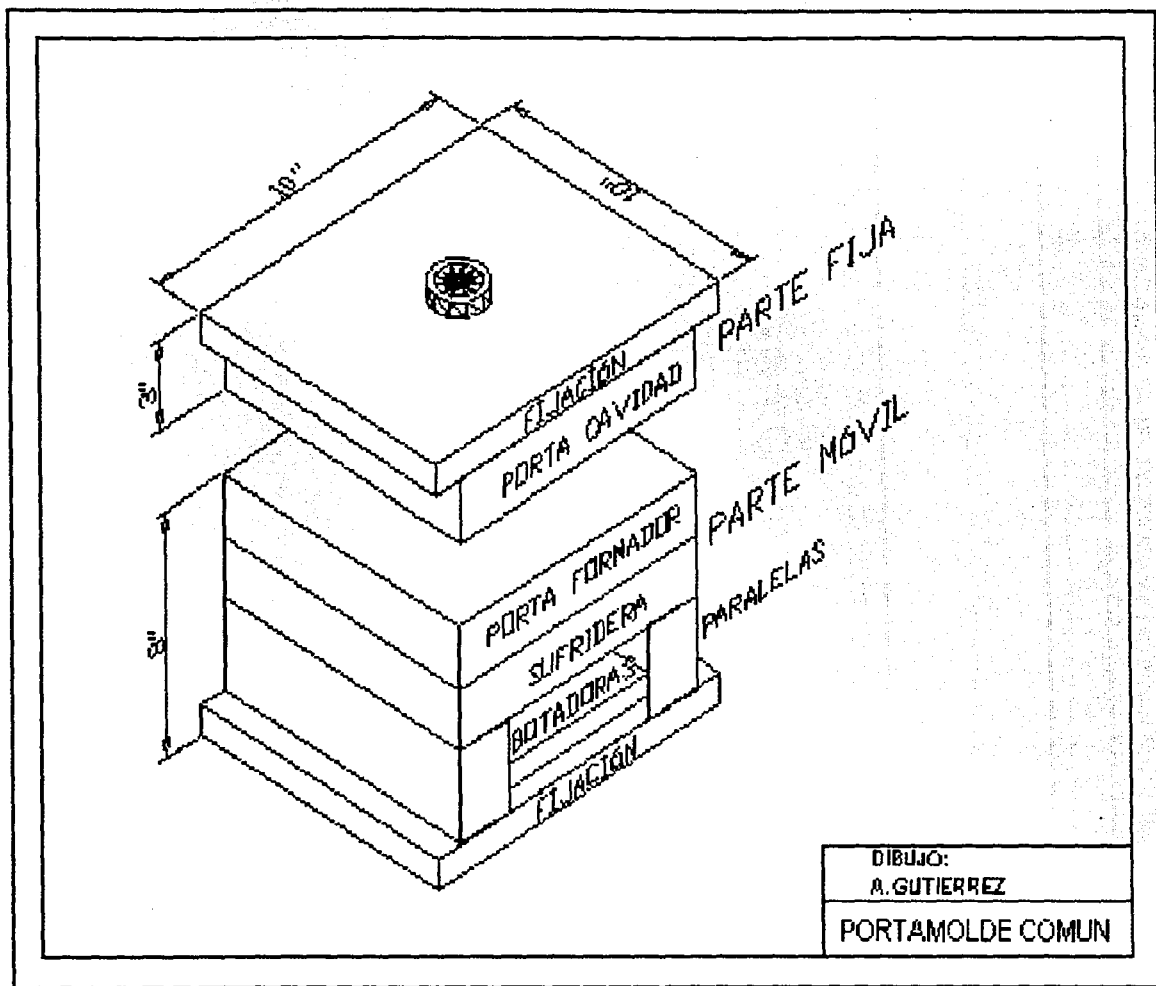 10"
10"
3"
FIJACIÓN
PORTA CAVIDAD
PARTE FIJA
8"
PORTA FORNADOR
SUFRIDERA
BOTADORAS
FIJACIÓN
PARTE MÓVIL
PARALELAS
DIBUJO:
A.GUTIERREZ
PORTAMOLDE COMUN